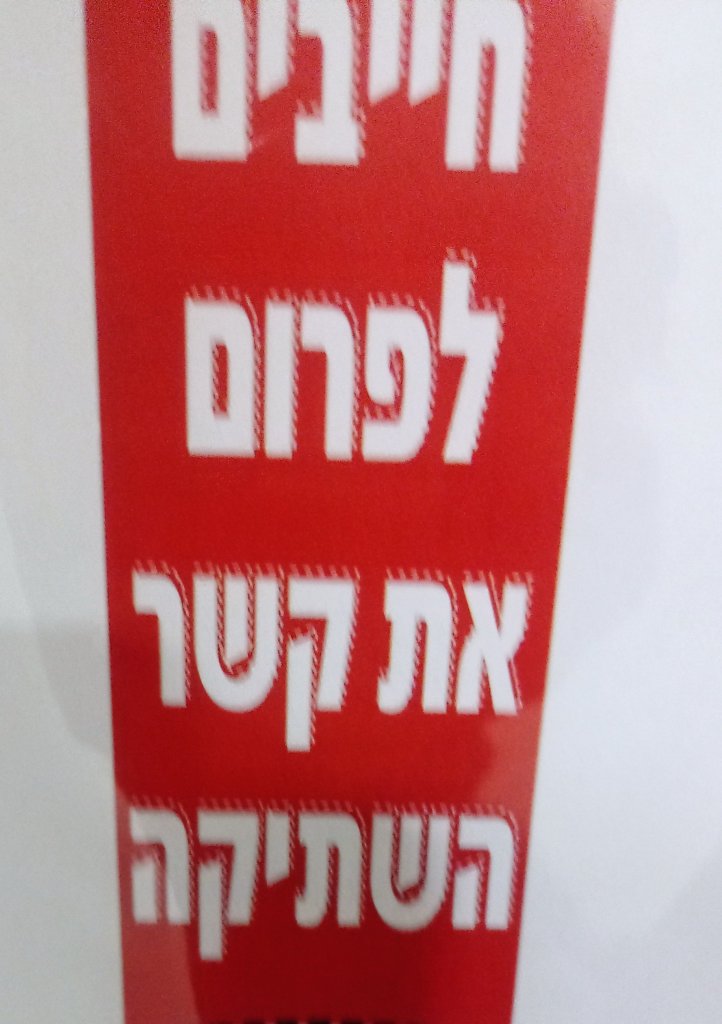 חייבים
לפרום
את קשר
השתיקה